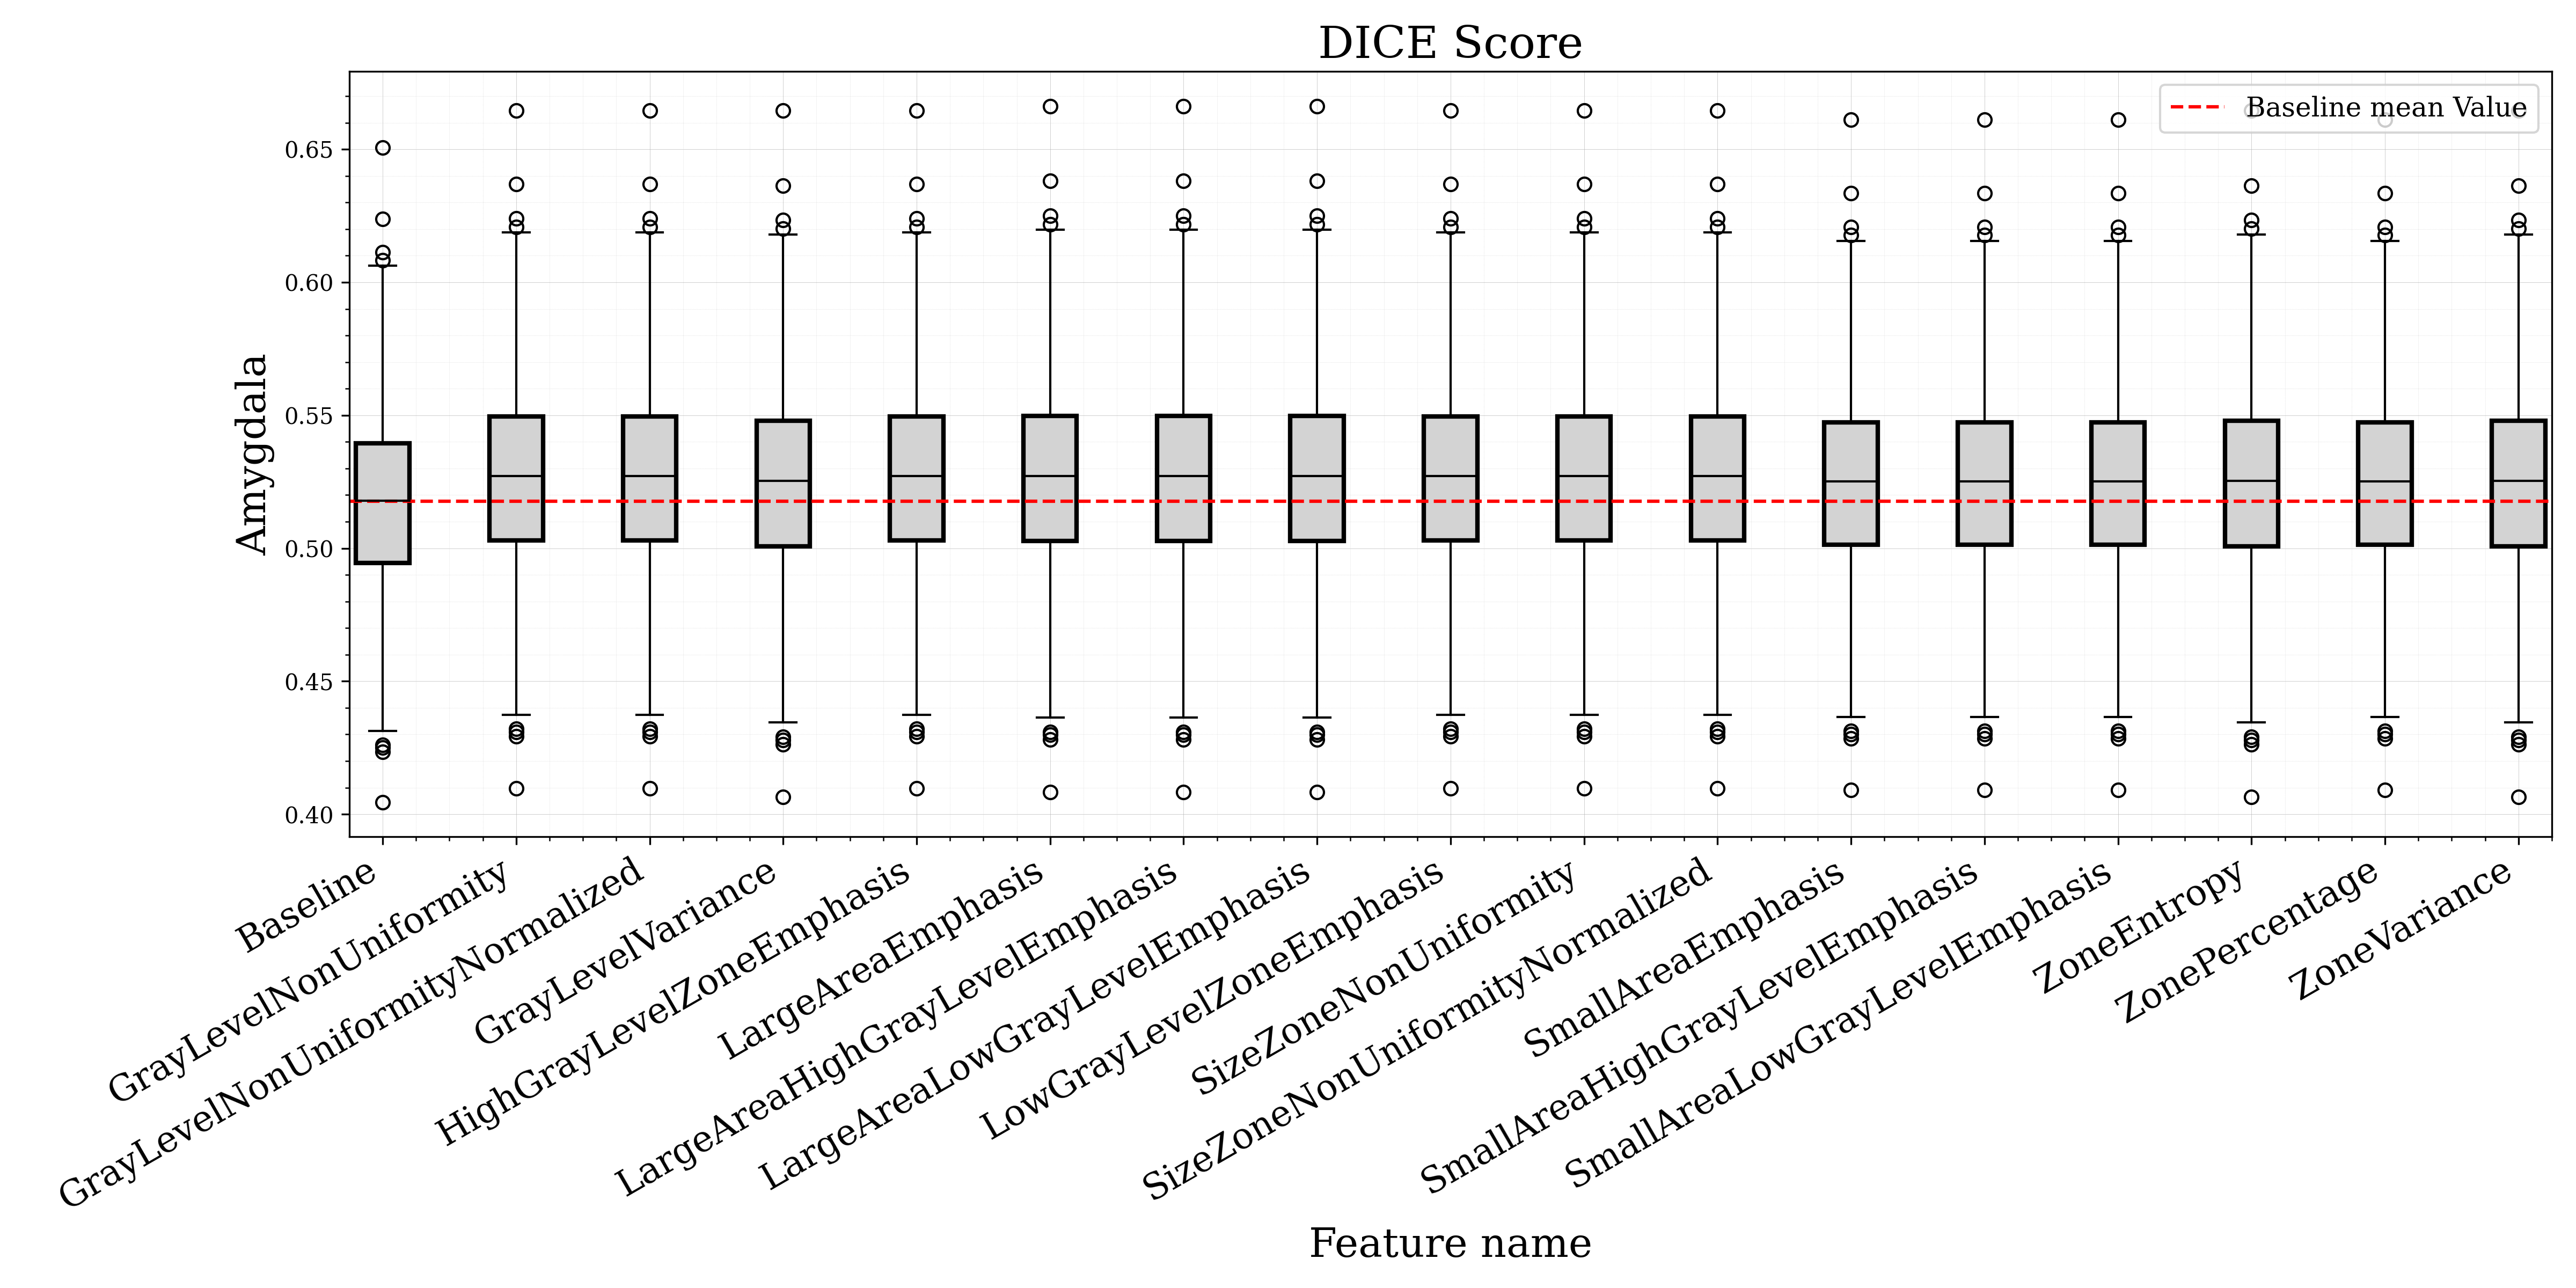 DICE Score
Baseline mean Value
Amygdala
0.65
0.60
0.55
0.50
0.45
0.40
Baseline
GrayLevelNonUniformity
GrayLevelNonUniformityNormalized
GrayLevelVariance
HighGrayLevelZoneEmphasis
LargeAreaEmphasis
LargeAreaHighGrayLevelEmphasis
LargeAreaLowGrayLevelEmphasis
LowGrayLevelZoneEmphasis
SizeZoneNonUniformity
SizeZoneNonUniformityNormalized
SmallAreaEmphasis
SmallAreaHighGrayLevelEmphasis
SmallAreaLowGrayLevelEmphasis
ZoneEntropy
ZonePercentage
ZoneVariance
Feature name